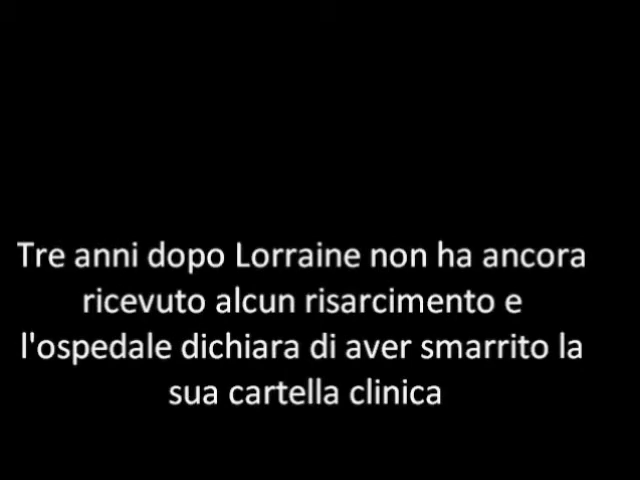 Tre anni dopo Lorraine non ha ancora
ricevuto alcun risarcimento e
l'ospedale dichiara di aver smarrito la
sua cartella clinica